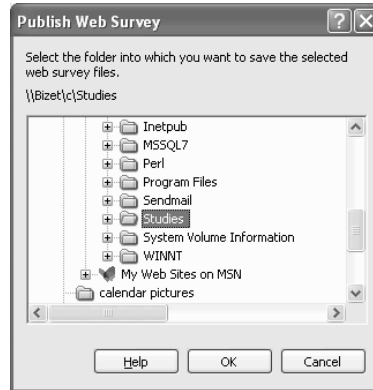 Publish Web Survey
Select the folder into which you want to save the selected
web survey files.
\\Bizet\c\Studies
Inetpub
MSSQL7
Perl
Program Files
Sendmail
Studies
System Volume Information
WINNT
My Web Sites on MSN
calendar pictures
Help OK Cancel